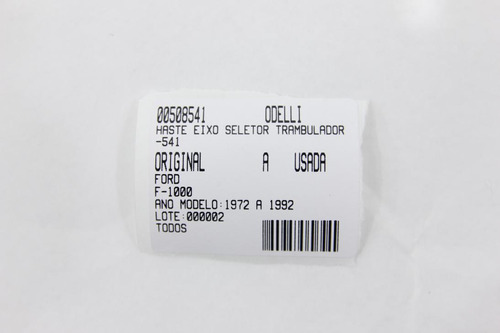 00508541 ODELLI
HASTE EIXO SELETOR TRAMBULADOR
-541
ORIGINAL A USADA
FORD
F-1000
ANO MODELO:1972 A 1992
LOTE:000002
TODOS